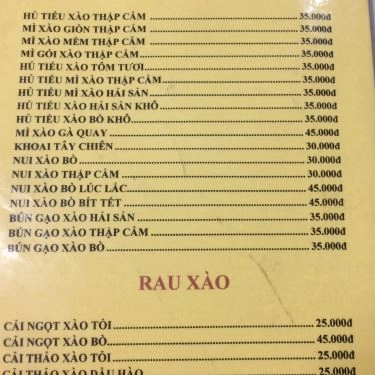 HỦ TIẾU XÀO THẬP CẨM ........ 35.000đ
MÌ XÀO GIÒN THẬP CẨM ........ 35.000đ
MÌ XÀO MỀM THẬP CẨM ........ 35.000đ
MÌ GÓI XÀO THẬP CẨM ........ 35.000đ
HỦ TIẾU XÀO TÔM TƯƠI ........ 35.000đ
HỦ TIẾU MÌ XÀO THẬP CẨM ........ 35.000đ
HỦ TIẾU MÌ XÀO HẢI SẢN ........ 35.000đ
HỦ TIẾU XÀO HẢI SẢN KHÔ ........ 35.000đ
HỦ TIẾU XÀO BÒ KHÔ ........ 35.000đ
MÌ XÀO GÀ QUAY ........ 45.000đ
KHOAI TÂY CHIÊN ........ 30.000đ
NUI XÀO BÒ ........ 30.000đ
NUI XÀO THẬP CẨM ........ 30.000đ
NUI XÀO BÒ LÚC LẮC ........ 45.000đ
NUI XÀO BÒ BÍT TẾT ........ 45.000đ
BÚN GẠO XÀO HẢI SẢN ........ 35.000đ
BÚN GẠO XÀO THẬP CẨM ........ 35.000đ
BÚN GẠO XÀO BÒ ........ 35.000đ
RAU XÀO
CẢI NGỌT XÀO TỎI ........ 25.000đ
CẢI NGỌT XÀO BÒ ........ 45.000đ
CẢI THẢO XÀO TỎI ........ 25.000đ
CẢI THẢO XÀO DẦU HÀO ........ 25.000đ